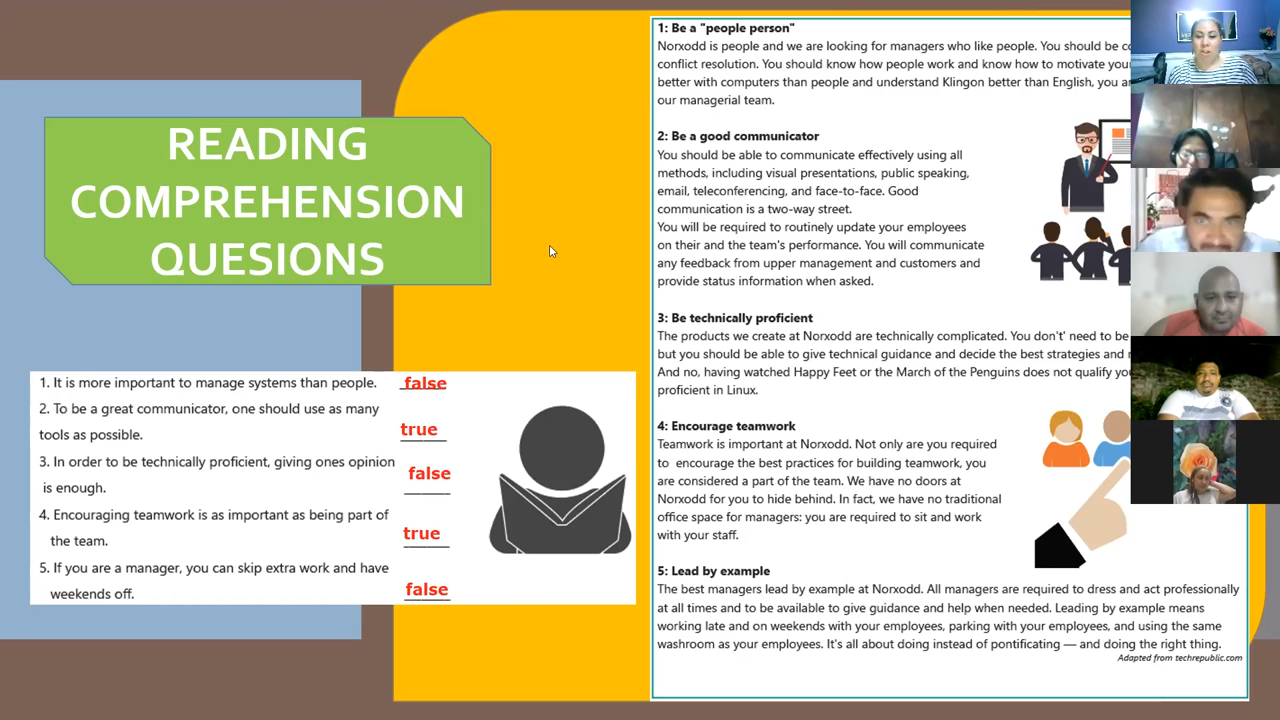 READING
COMPREHENSION
QUESIONS
1. It is more important to manage systems than people. false
2. To be a great communicator, one should use as many
tools as possible. true
3. In order to be technically proficient, giving ones opinion
is enough. false
4. Encouraging teamwork is as important as being part of
the team. true
5. If you are a manager, you can skip extra work and have
weekends off. false
1: Be a "people person"
Norxodd is people and we are looking for managers who like people. You should be
conflict resolution. You should know how people work and know how to motivate
better with computers than people and understand Klingon better than English, you
our managerial team.
2: Be a good communicator
You should be able to communicate effectively using all
methods, including visual presentations, public speaking,
email, teleconferencing, and face-to-face. Good
communication is a two-way street.
You will be required to routinely update your employees
on their and the team's performance. You will communicate
any feedback from upper management and customers and
provide status information when asked.
3: Be technically proficient
The products we create at Norxodd are technically complicated. You don't' need to be
but you should be able to give technical guidance and decide the best strategies and
And no, having watched Happy Feet or the March of the Penguins does not qualify
proficient in Linux.
4: Encourage teamwork
Teamwork is important at Norxodd. Not only are you required
to encourage the best practices for building teamwork, you
are considered a part of the team. We have no doors at
Norxodd for you to hide behind. In fact, we have no traditional
office space for managers: you are required to sit and work
with your staff.
5: Lead by example
The best managers lead by example at Norxodd. All managers are required to dress and act professionally
at all times and to be available to give guidance and help when needed. Leading by example means
working late and on weekends with your employees, parking with your employees, and using the same
washroom as your employees. It's all about doing instead of pontificating — and doing the right thing.
Adapted from techrepublic.com